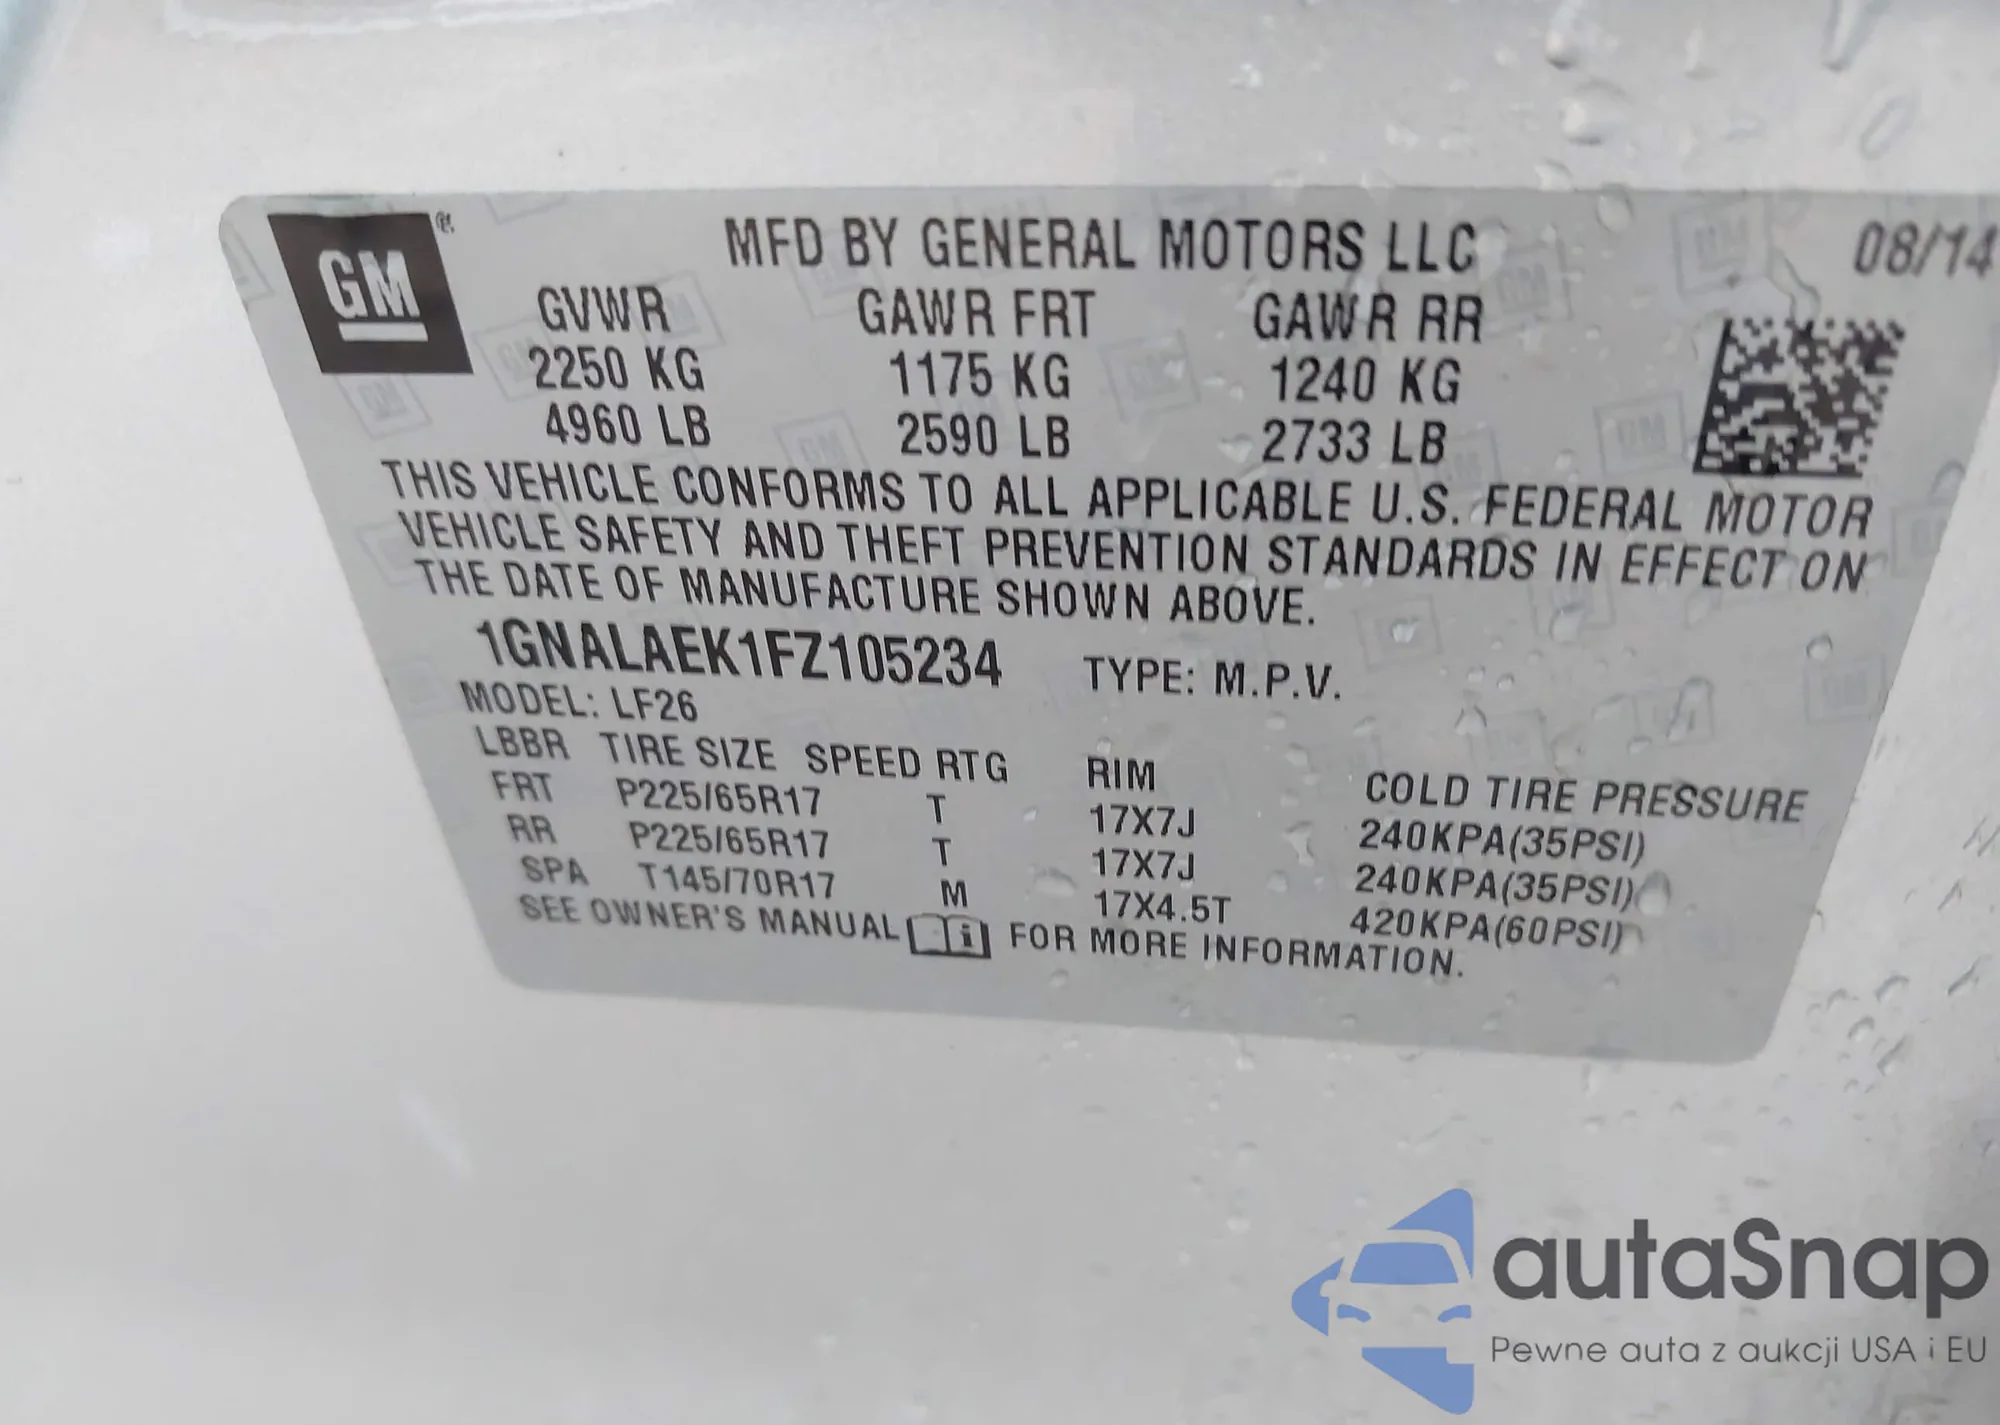 GM ®
MFD BY GENERAL MOTORS LLC 08/14
GVWR GAWR FRT GAWR RR
2250 KG 1175 KG 1240 KG
4960 LB 2590 LB 2733 LB
THIS VEHICLE CONFORMS TO ALL APPLICABLE U.S. FEDERAL MOTOR
VEHICLE SAFETY AND THEFT PREVENTION STANDARDS IN EFFECT ON
THE DATE OF MANUFACTURE SHOWN ABOVE.
1GNALAEK1FZ105234 TYPE: M.P.V.
MODEL: LF26
LBBR TIRE SIZE SPEED RTG RIM COLD TIRE PRESSURE
FRT P225/65R17 T 17X7J 240KPA(35PSI)
RR P225/65R17 T 17X7J 240KPA(35PSI)
SPA T145/70R17 M 17X4.5T 420KPA(60PSI)
SEE OWNER'S MANUAL i FOR MORE INFORMATION.
autaSnap
Pewne auta z aukcji USA i EU